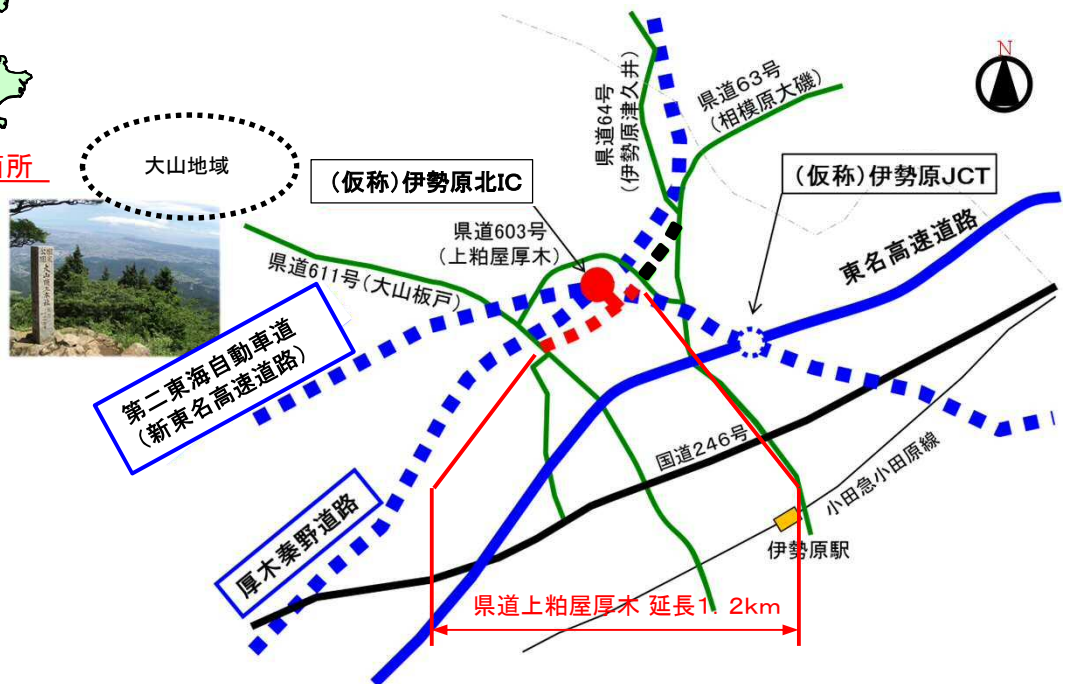 N
所
大山地域
(仮称)伊勢原北IC
県道603号
(上粕屋厚木)
県道64号
(伊勢原津久井)
県道63号
(相模原大磯)
(仮称)伊勢原JCT
東名高速道路
県道611号(大山板戸)
第二東海自動車道
(新東名高速道路)
国道246号
小田急小田原線
厚木秦野道路
伊勢原駅
県道上粕屋厚木 延長1.2km